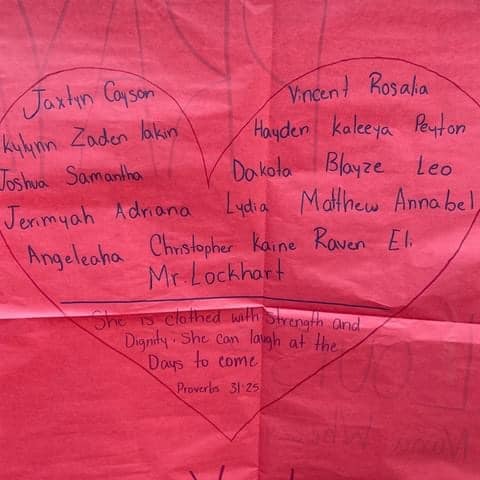 Jaxtyn Cayson Vincent Rosalia
Kylynn Zaden lakin Hayden Kaleeya Peyton
Joshua Samantha Dakota Blayze Leo
Jerimyah Adriana Lydia Matthew Annabel
Angeleaha Christopher Kaine Raven Eli
Mr. Lockhart
She is clothed with Strength and
Dignity. She can laugh at the
Days to come
Proverbs 31:25